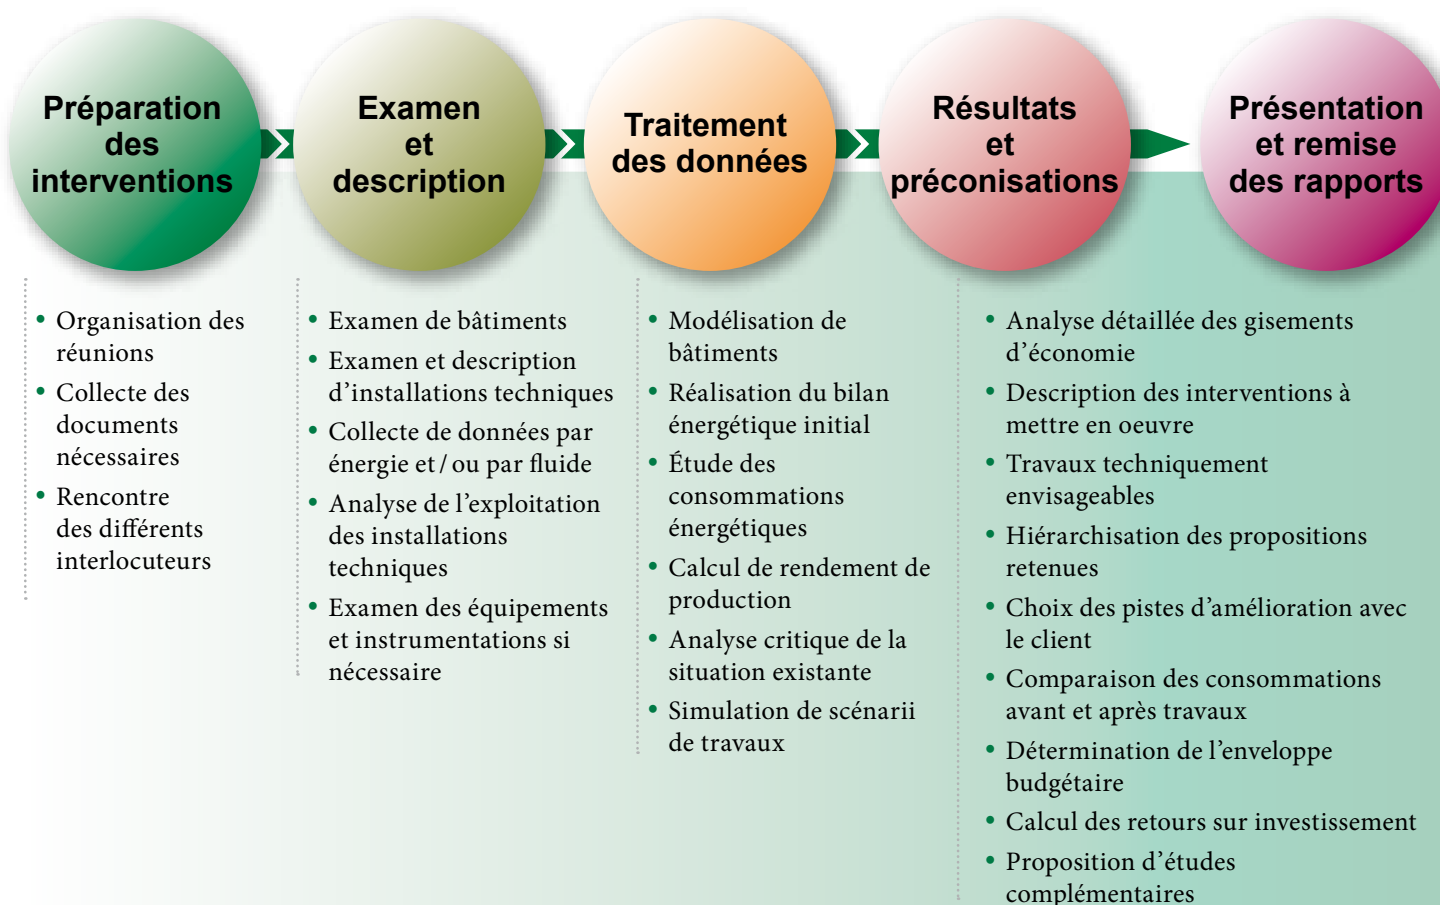 Préparation
des
interventions
Examen
et
description
Traitement
des données
Résultats
et
préconisations
Présentation
et remise
des rapports
• Organisation des
réunions
• Collecte des
documents
nécessaires
• Rencontre
des différents
interlocuteurs
• Examen de bâtiments
• Examen et description
d’installations techniques
• Collecte de données par
énergie et / ou par fluide
• Analyse de l’exploitation
des installations
techniques
• Examen des équipements
et instrumentations si
nécessaire
• Modélisation de
bâtiments
• Réalisation du bilan
énergétique initial
• Étude des
consommations
énergétiques
• Calcul de rendement de
production
• Analyse critique de la
situation existante
• Simulation de scénarii
de travaux
• Analyse détaillée des gisements
d’économie
• Description des interventions à
mettre en oeuvre
• Travaux techniquement
envisageables
• Hiérarchisation des propositions
retenues
• Choix des pistes d’amélioration avec
le client
• Comparaison des consommations
avant et après travaux
• Détermination de l’enveloppe
budgétaire
• Calcul des retours sur investissement
• Proposition d’études
complémentaires